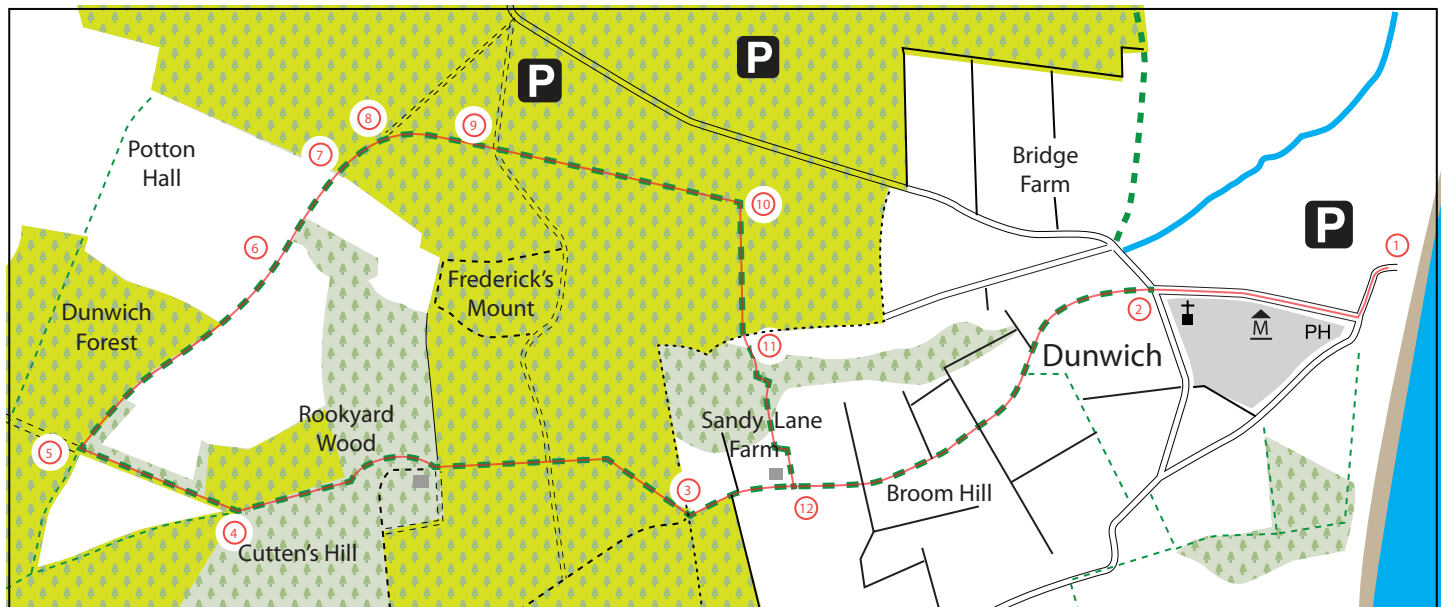 P
P
Potton
Hall
8
9
7
Bridge
Farm
10
P
1
6
Frederick's
Mount
Dunwich
Forest
2
M
PH
11
Dunwich
Rookyard
Wood
Sandy Lane
Farm
5
3
12
Broom Hill
4
Cutten's Hill